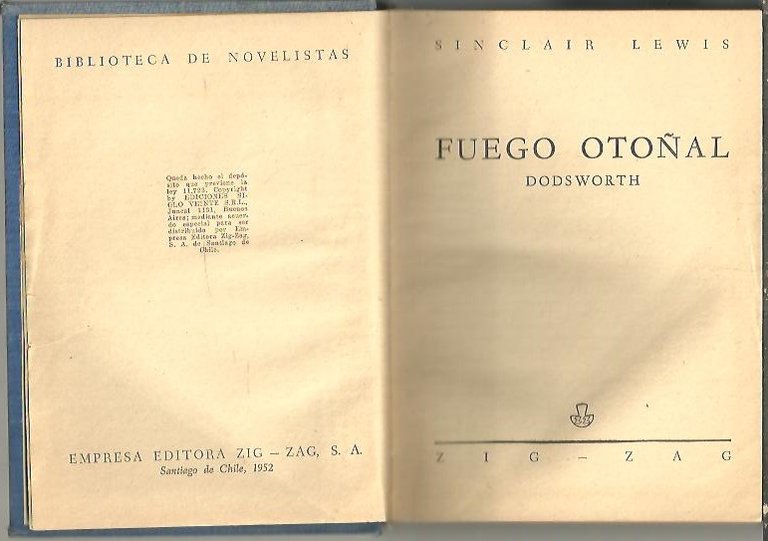 BIBLIOTECA DE NOVELISTAS
Queda hecho el depó-
sito que previene la
ley 11.723. Copyright
by EDICIONES SI-
GLO VEINTE S.R.L.,
Juncal 1131, Buenos
Aires; mediante acuer-
do especial para ser
distribuido por Em-
presa Editora Zig-Zag,
S. A. de Santiago de
Chile.
EMPRESA EDITORA ZIG – ZAG, S. A.
Santiago de Chile, 1952
SINCLAIR LEWIS
FUEGO OTOÑAL
DODSWORTH
ZIG – ZAG